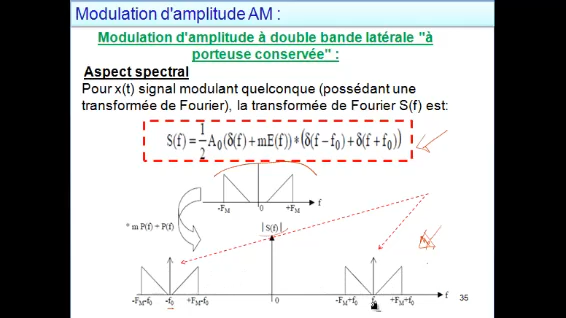 Modulation d'amplitude AM :
Modulation d'amplitude à double bande latérale "à
porteuse conservée" :
Aspect spectral
Pour x(t) signal modulant quelconque (possédant une
transformée de Fourier), la transformée de Fourier S(f) est:
S(f) = 1/2 A₀(δ(f)+mE(f))*(δ(f−f₀)+δ(f+f₀))
-F_M 0 +F_M f
* m P(f) + P(f)
|S(f)|
-F_M-f₀ -f₀ +F_M-f₀ 0 -F_M+f₀ f₀ +F_M+f₀ f
35